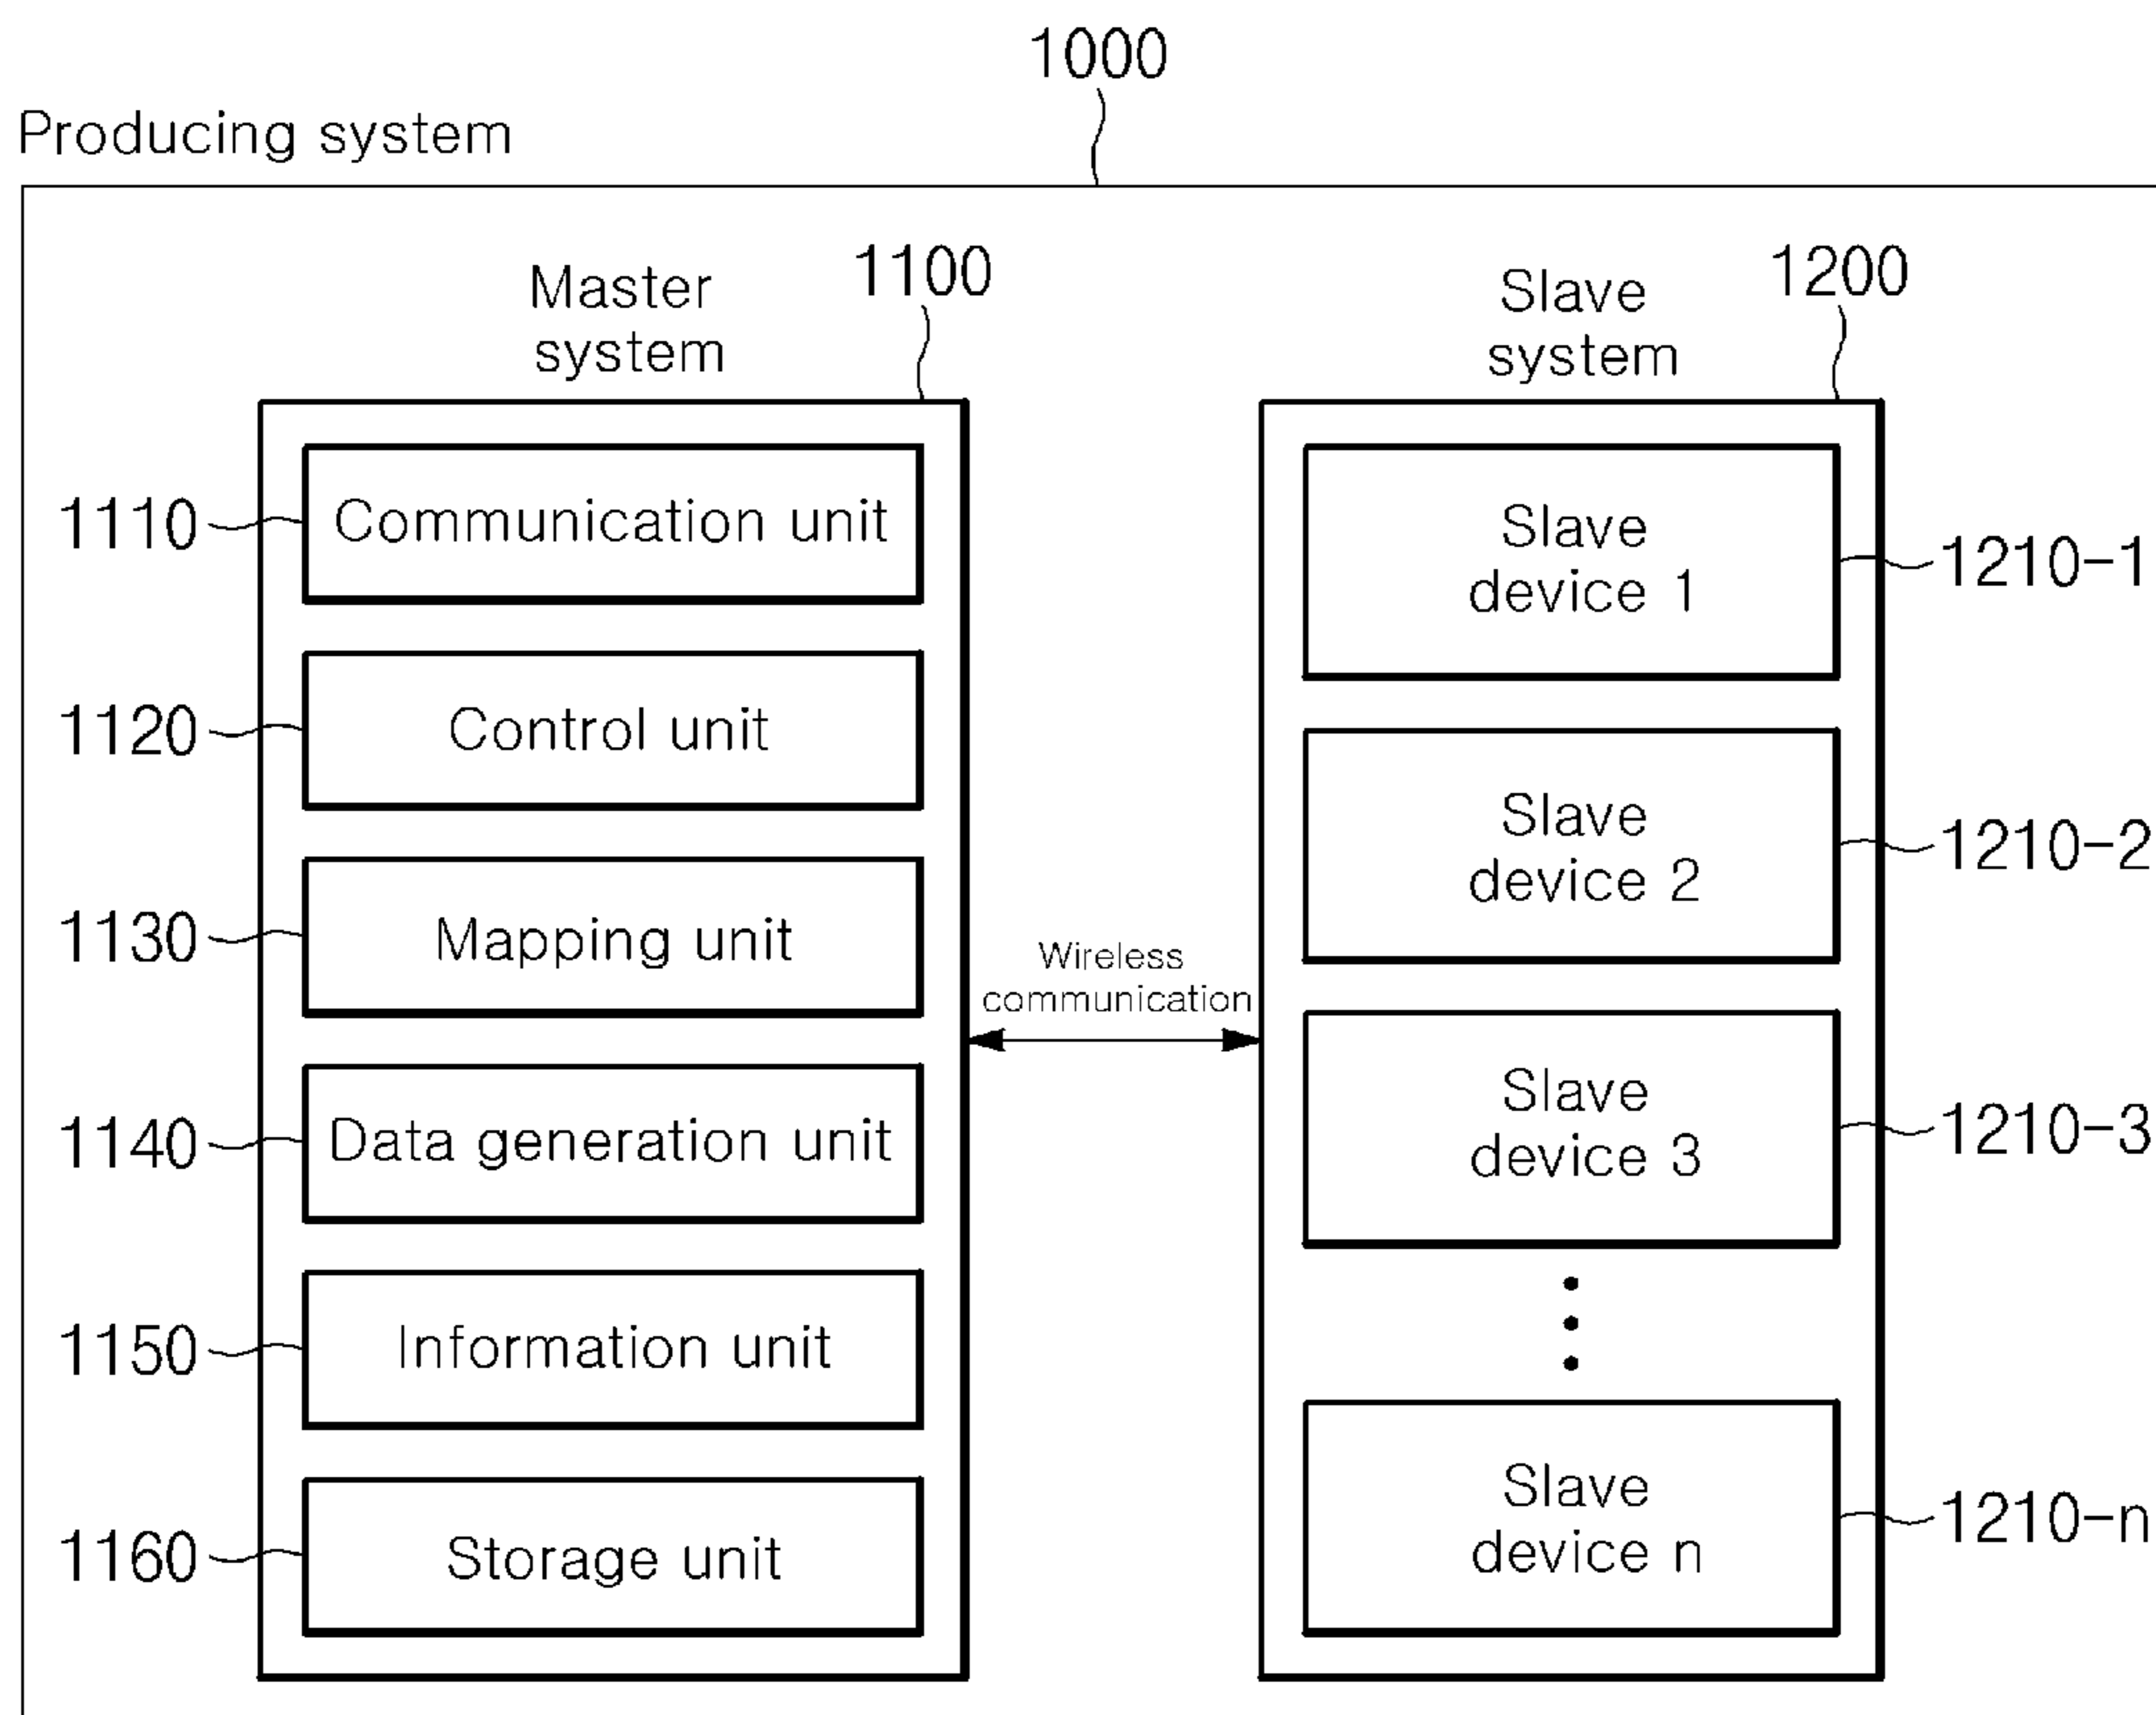 1000
Producing system
Master
system
1100
Slave
system
1200
1110
Communication unit
1120
Control unit
1130
Mapping unit
1140
Data generation unit
1150
Information unit
1160
Storage unit
Wireless
communication
Slave
device 1
1210-1
Slave
device 2
1210-2
Slave
device 3
1210-3
Slave
device n
1210-n